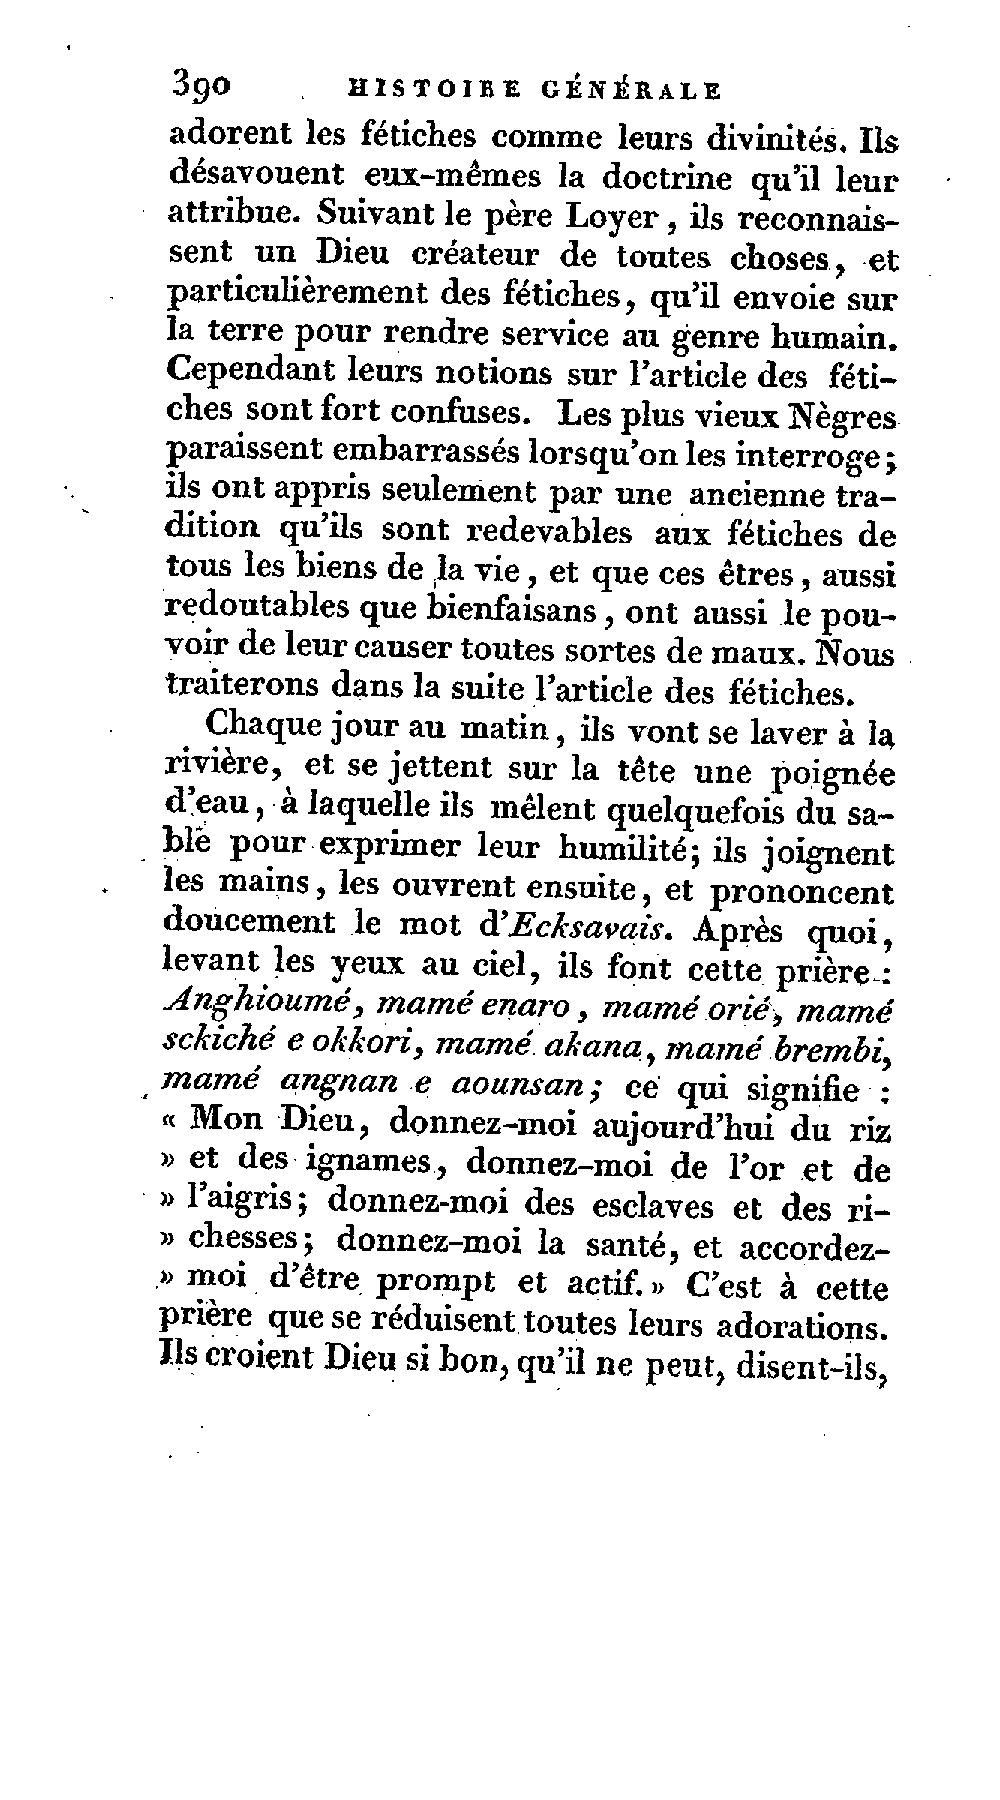 390 HISTOIRE GÉNÉRALE
adorent les fétiches comme leurs divinités. Ils
désavouent eux-mêmes la doctrine qu'il leur
attribue. Suivant le père Loyer, ils reconnais-
sent un Dieu créateur de toutes choses, et
particulièrement des fétiches, qu'il envoie sur
la terre pour rendre service au genre humain.
Cependant leurs notions sur l'article des féti-
ches sont fort confuses. Les plus vieux Nègres
paraissent embarrassés lorsqu'on les interroge;
ils ont appris seulement par une ancienne tra-
dition qu'ils sont redevables aux fétiches de
tous les biens de la vie, et que ces êtres, aussi
redoutables que bienfaisans, ont aussi le pou-
voir de leur causer toutes sortes de maux. Nous
traiterons dans la suite l'article des fétiches.
Chaque jour au matin, ils vont se laver à la
rivière, et se jettent sur la tête une poignée
d'eau, à laquelle ils mêlent quelquefois du sa-
ble pour exprimer leur humilité; ils joignent
les mains, les ouvrent ensuite, et prononcent
doucement le mot d'Ecksavais. Après quoi,
levant les yeux au ciel, ils font cette prière :
Anghioumé, mamé enaro, mamé orié, mamé
sckiché e okkori, mamé akana, mamé brembi,
mamé angnan e aounsan; ce qui signifie :
« Mon Dieu, donnez-moi aujourd'hui du riz
» et des ignames, donnez-moi de l'or et de
» l'aigris; donnez-moi des esclaves et des ri-
» chesses; donnez-moi la santé, et accordez-
» moi d'être prompt et actif. » C'est à cette
prière que se réduisent toutes leurs adorations.
Ils croient Dieu si bon, qu'il ne peut, disent-ils,